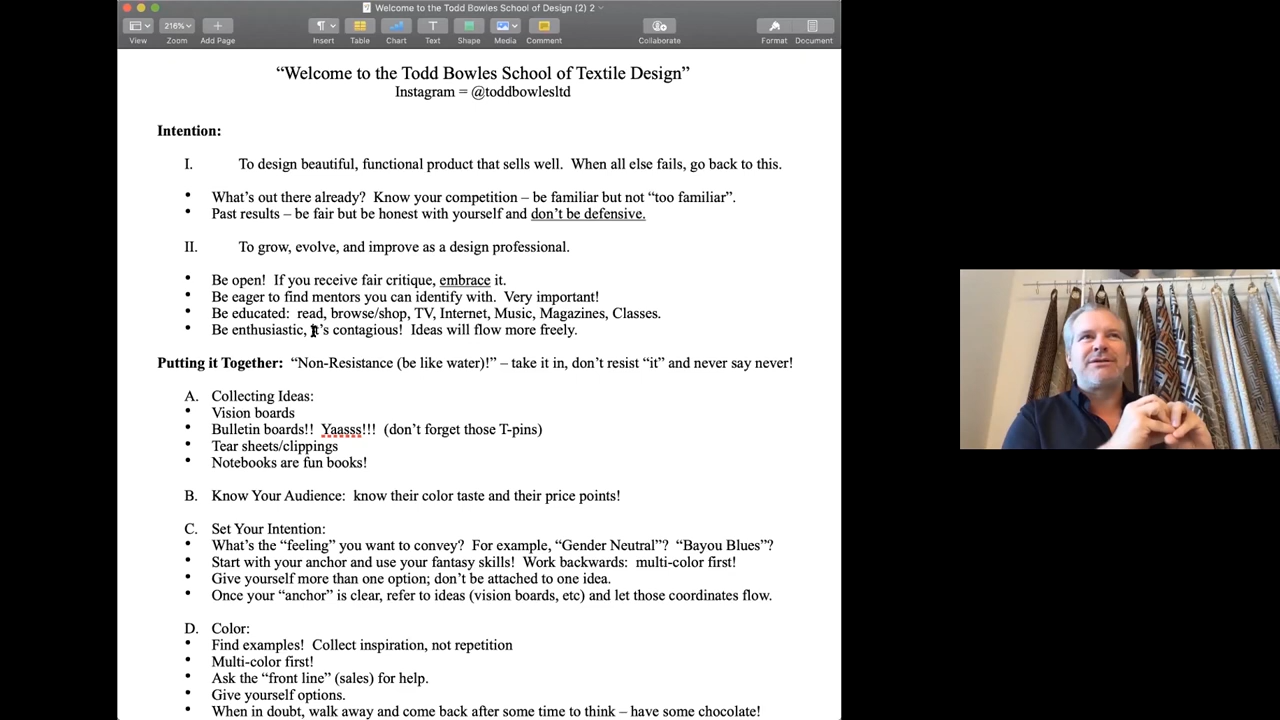 Welcome to the Todd Bowles School of Design (2) 2
View
216%
Zoom
Add Page
Insert
Table
Chart
Text
Shape
Media
Comment
Collaborate
Format
Document
“Welcome to the Todd Bowles School of Textile Design”
Instagram = @toddbowlesltd
Intention:
I. To design beautiful, functional product that sells well. When all else fails, go back to this.
• What’s out there already? Know your competition – be familiar but not “too familiar”.
• Past results – be fair but be honest with yourself and don’t be defensive.
II. To grow, evolve, and improve as a design professional.
• Be open! If you receive fair critique, embrace it.
• Be eager to find mentors you can identify with. Very important!
• Be educated: read, browse/shop, TV, Internet, Music, Magazines, Classes.
• Be enthusiastic, it’s contagious! Ideas will flow more freely.
Putting it Together: “Non-Resistance (be like water)!” – take it in, don’t resist “it” and never say never!
A. Collecting Ideas:
• Vision boards
• Bulletin boards!! Yaasss!!! (don’t forget those T-pins)
• Tear sheets/clippings
• Notebooks are fun books!
B. Know Your Audience: know their color taste and their price points!
C. Set Your Intention:
• What’s the “feeling” you want to convey? For example, “Gender Neutral”? “Bayou Blues”?
• Start with your anchor and use your fantasy skills! Work backwards: multi-color first!
• Give yourself more than one option; don’t be attached to one idea.
• Once your “anchor” is clear, refer to ideas (vision boards, etc) and let those coordinates flow.
D. Color:
• Find examples! Collect inspiration, not repetition
• Multi-color first!
• Ask the “front line” (sales) for help.
• Give yourself options.
• When in doubt, walk away and come back after some time to think – have some chocolate!